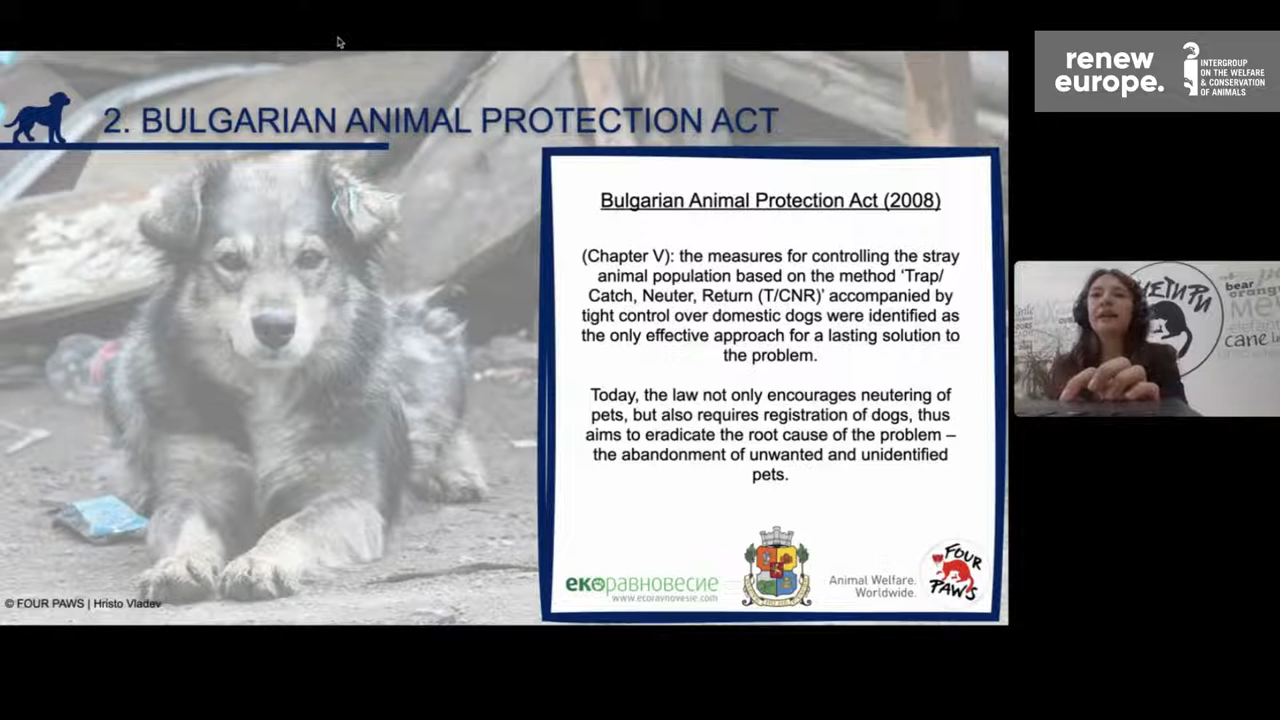 renew
europe.
INTERGROUP
ON THE WELFARE
& CONSERVATION
OF ANIMALS
2. BULGARIAN ANIMAL PROTECTION ACT
Bulgarian Animal Protection Act (2008)
(Chapter V): the measures for controlling the stray
animal population based on the method ‘Trap/
Catch, Neuter, Return (T/CNR)’ accompanied by
tight control over domestic dogs were identified as
the only effective approach for a lasting solution to
the problem.
Today, the law not only encourages neutering of
pets, but also requires registration of dogs, thus
aims to eradicate the root cause of the problem –
the abandonment of unwanted and unidentified
pets.
екоравновесие
www.ecoravnovesie.com
Animal Welfare.
Worldwide.
FOUR
PAWS
© FOUR PAWS | Hristo Vladev
bear
orang
cane